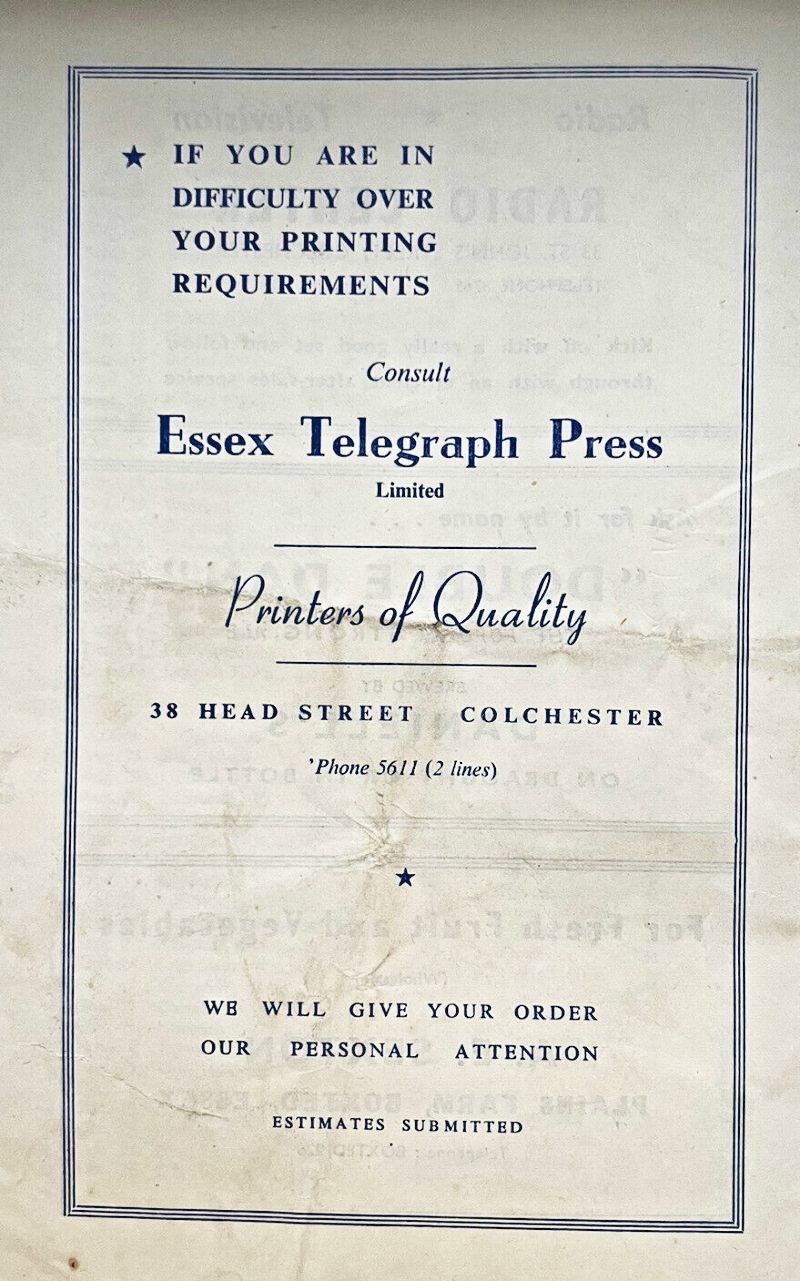 ★ IF YOU ARE IN
DIFFICULTY OVER
YOUR PRINTING
REQUIREMENTS
Consult
Essex Telegraph Press
Limited
Printers of Quality
38 HEAD STREET COLCHESTER
'Phone 5611 (2 lines)
★
WE WILL GIVE YOUR ORDER
OUR PERSONAL ATTENTION
ESTIMATES SUBMITTED